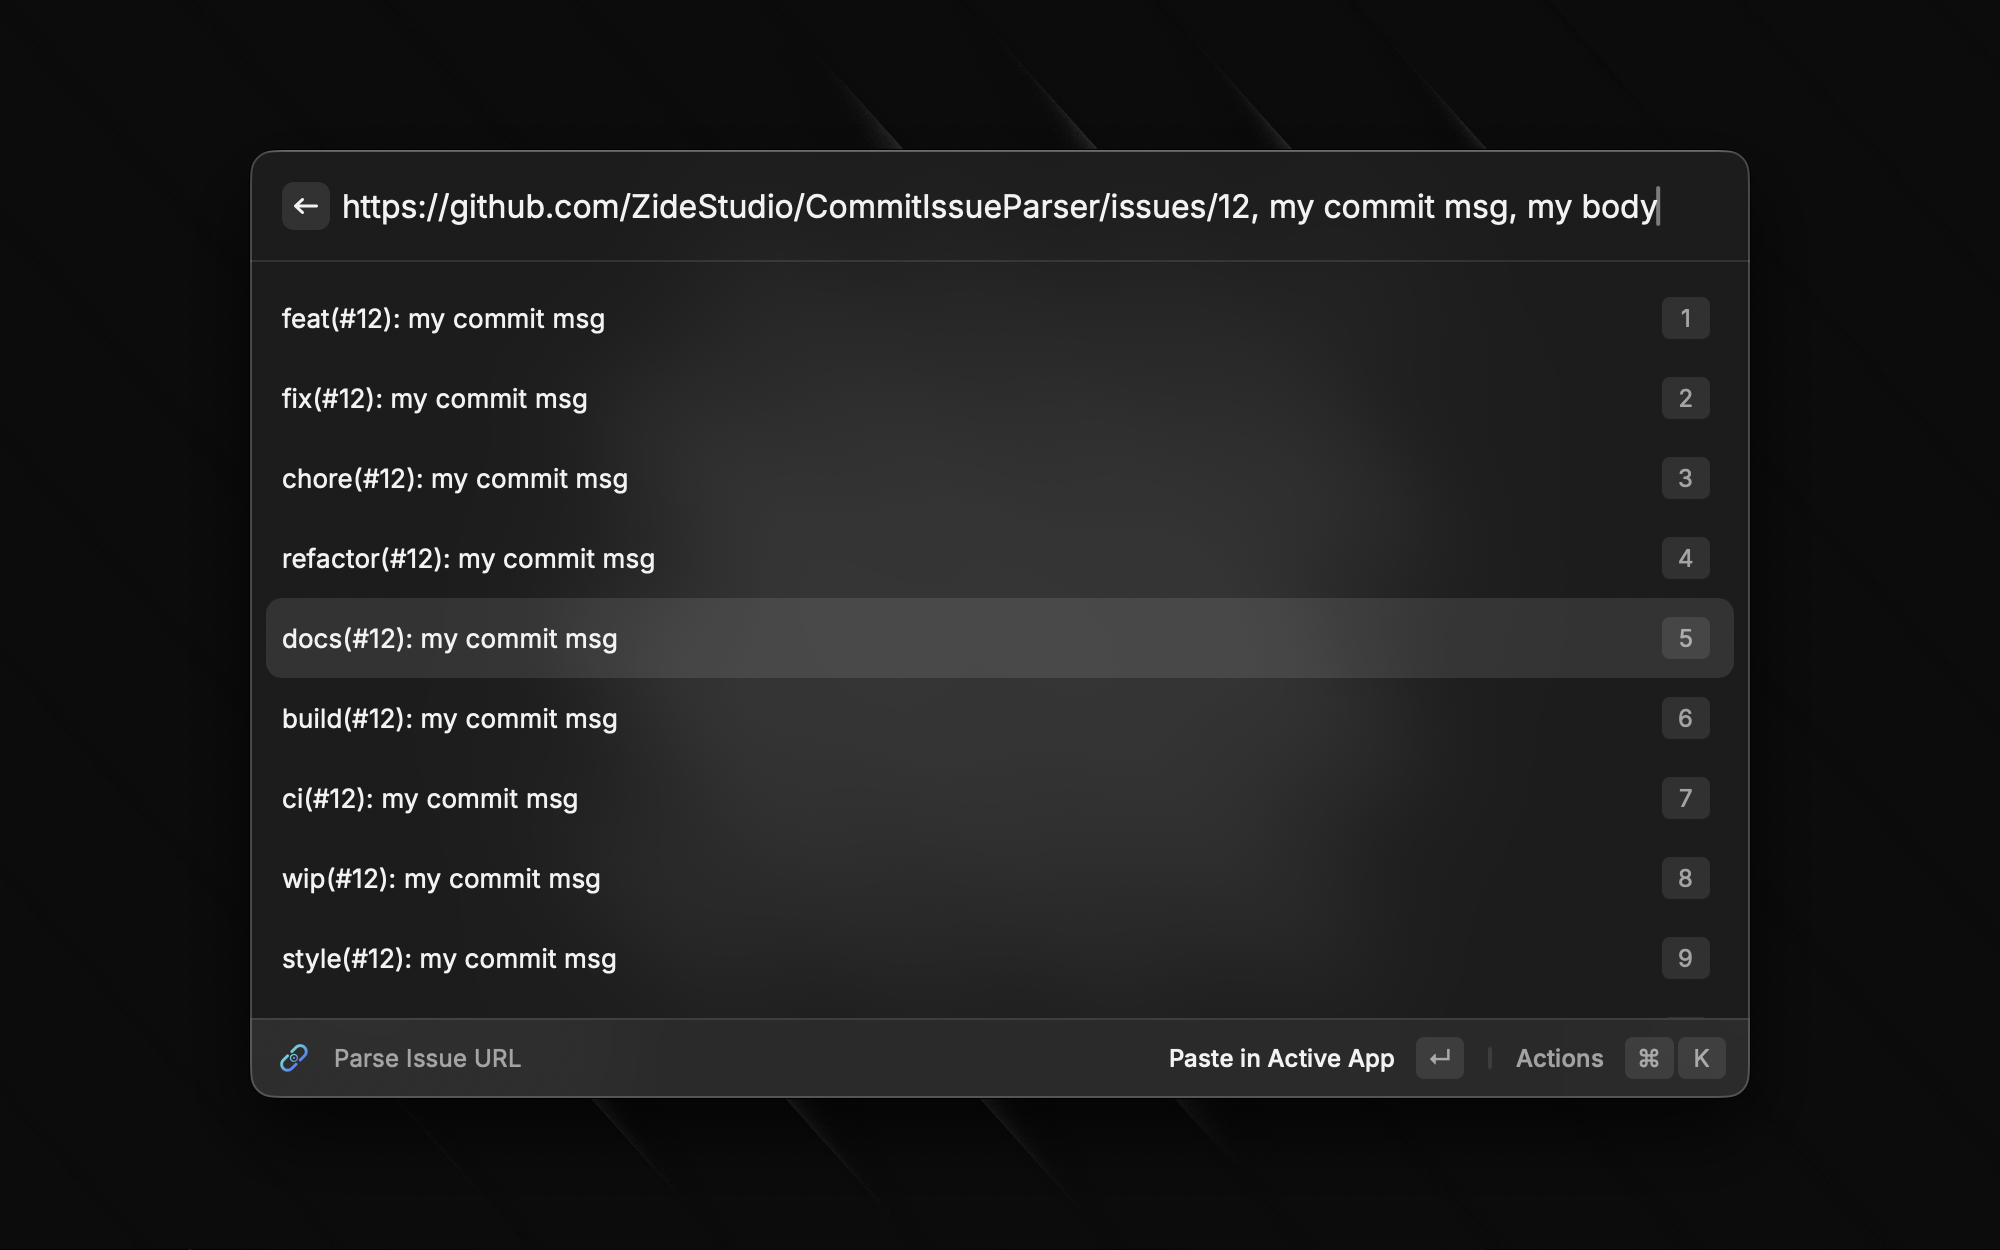 https://github.com/ZideStudio/CommitIssueParser/issues/12, my commit msg, my body
feat(#12): my commit msg 1
fix(#12): my commit msg 2
chore(#12): my commit msg 3
refactor(#12): my commit msg 4
docs(#12): my commit msg 5
build(#12): my commit msg 6
ci(#12): my commit msg 7
wip(#12): my commit msg 8
style(#12): my commit msg 9
Parse Issue URL Paste in Active App ↵ | Actions ⌘ K